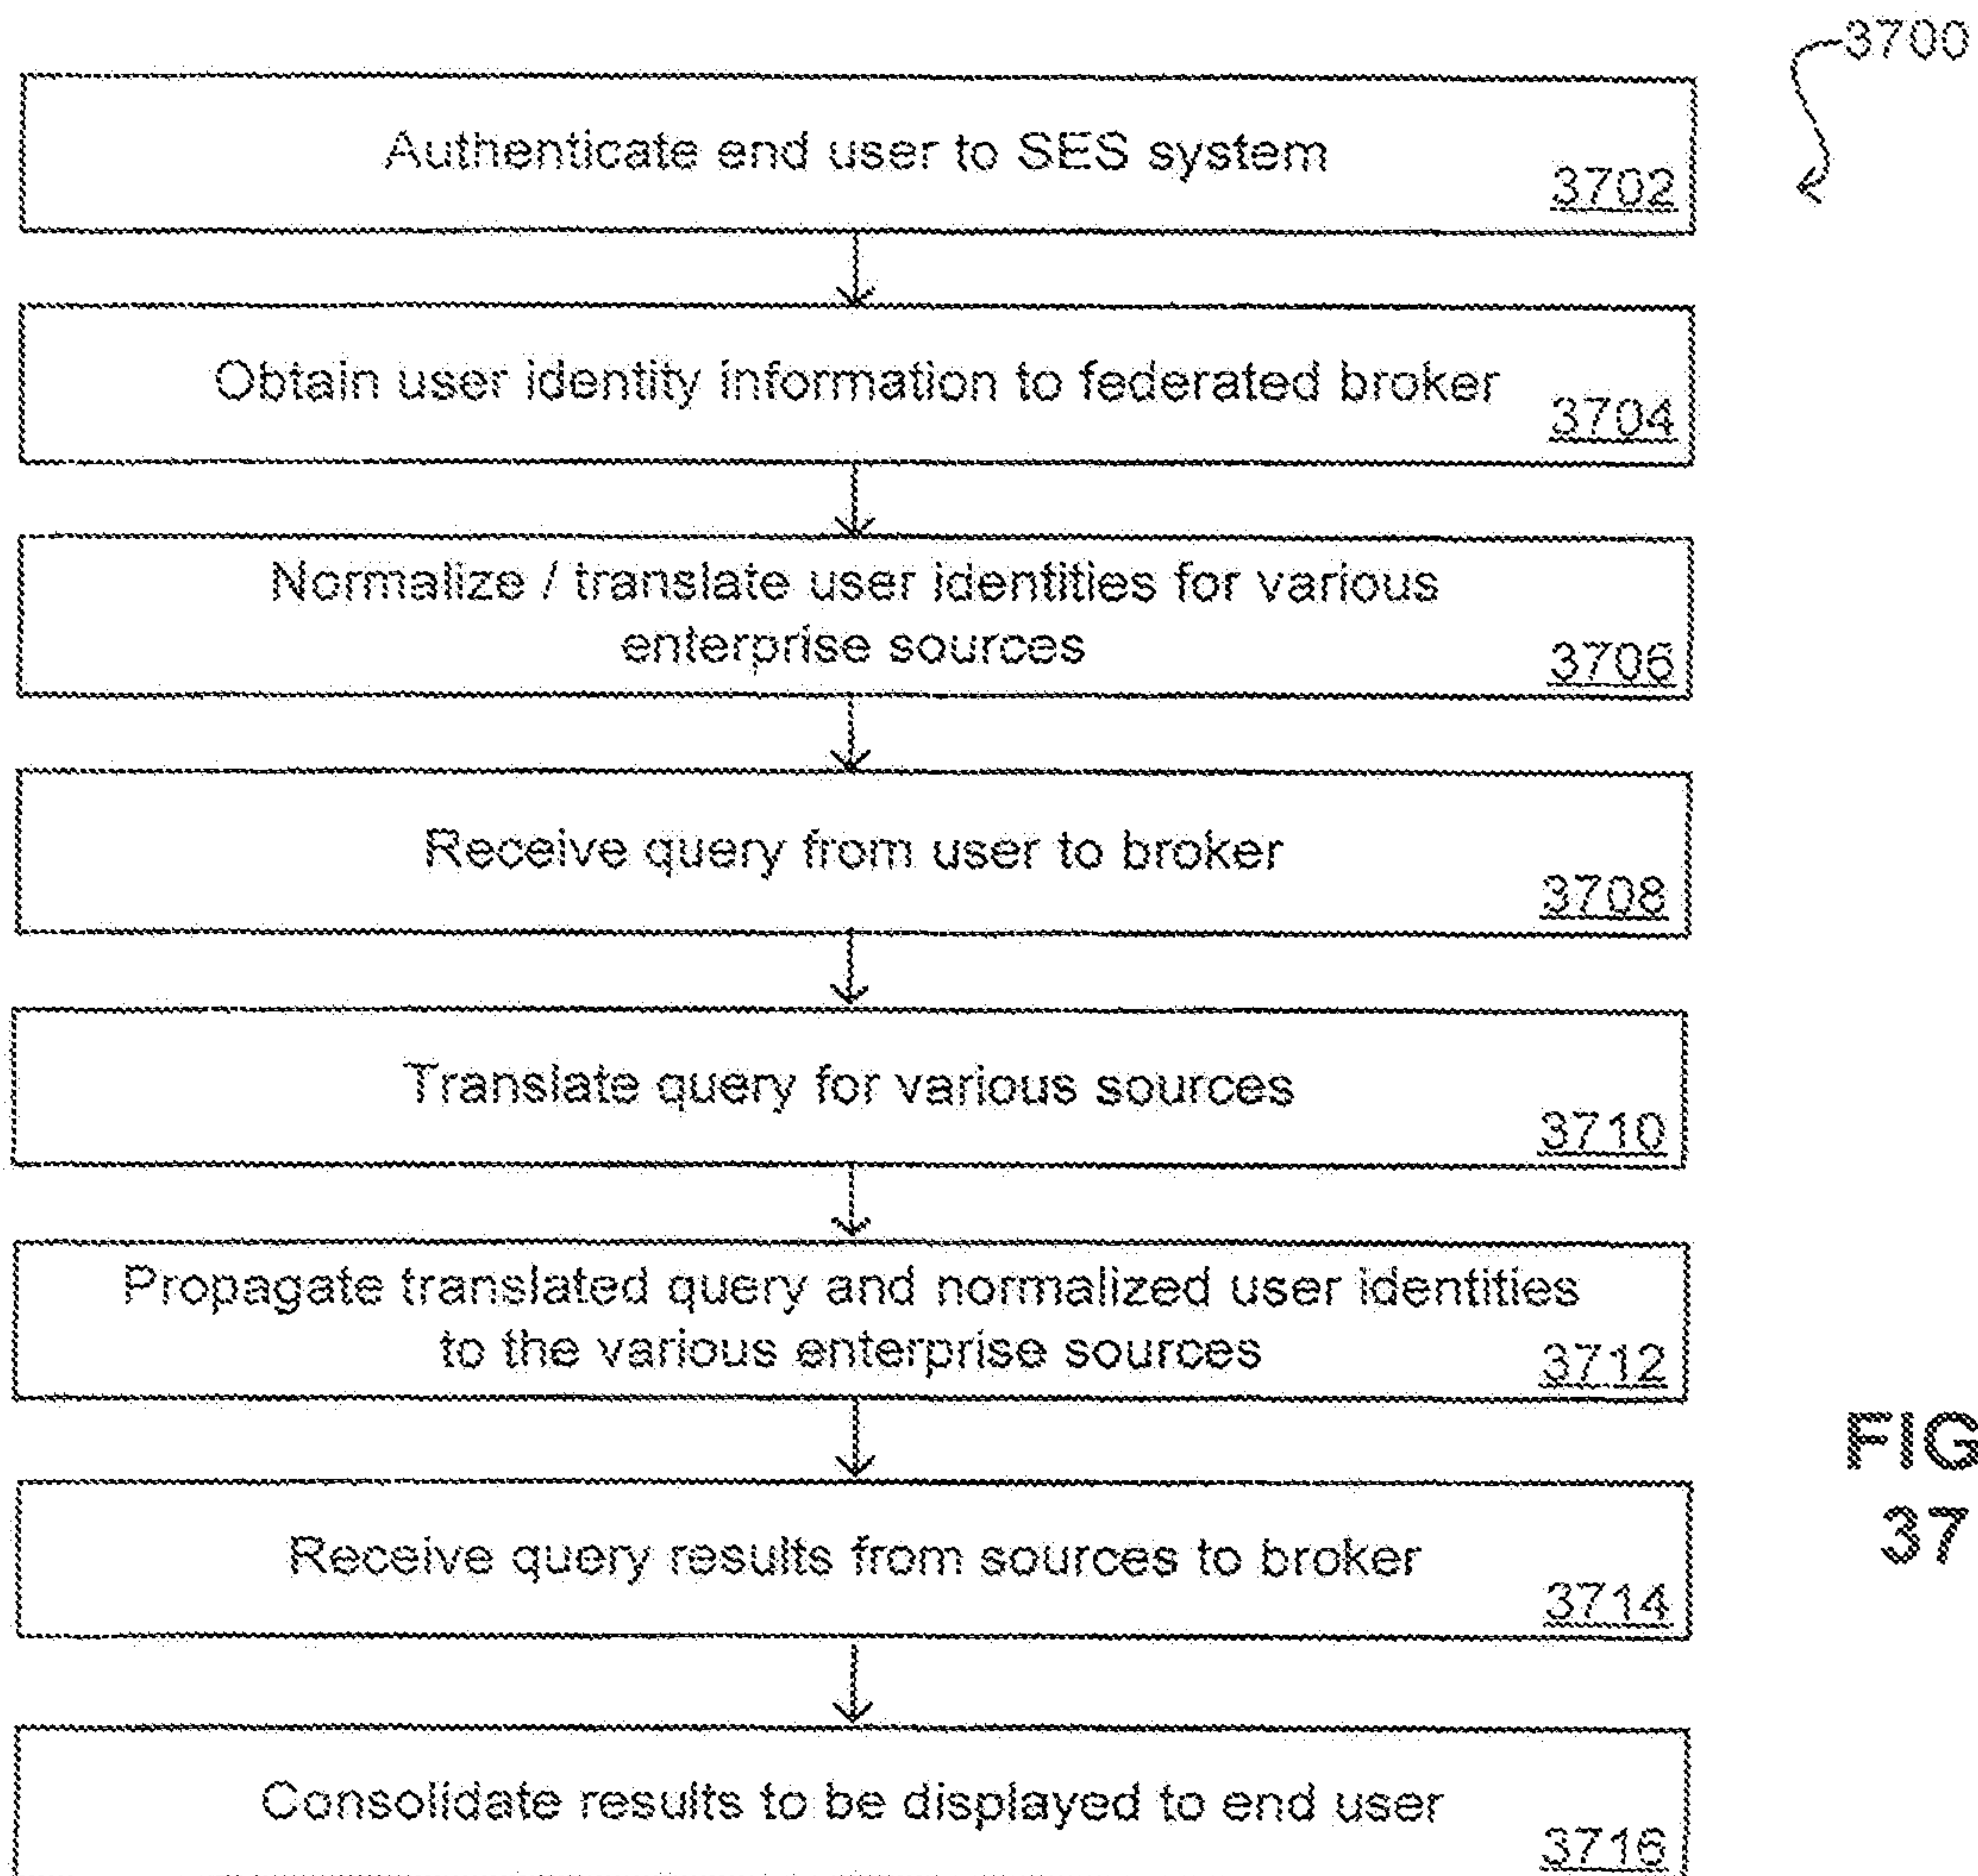 3700
Authenticate end user to SES system
3702
Obtain user identity information to federated broker
3704
Normalize / translate user identities for various
enterprise sources
3706
Receive query from user to broker
3708
Translate query for various sources
3710
Propagate translated query and normalized user identities
to the various enterprise sources
3712
Receive query results from sources to broker
3714
Consolidate results to be displayed to end user
3716
FIG
37